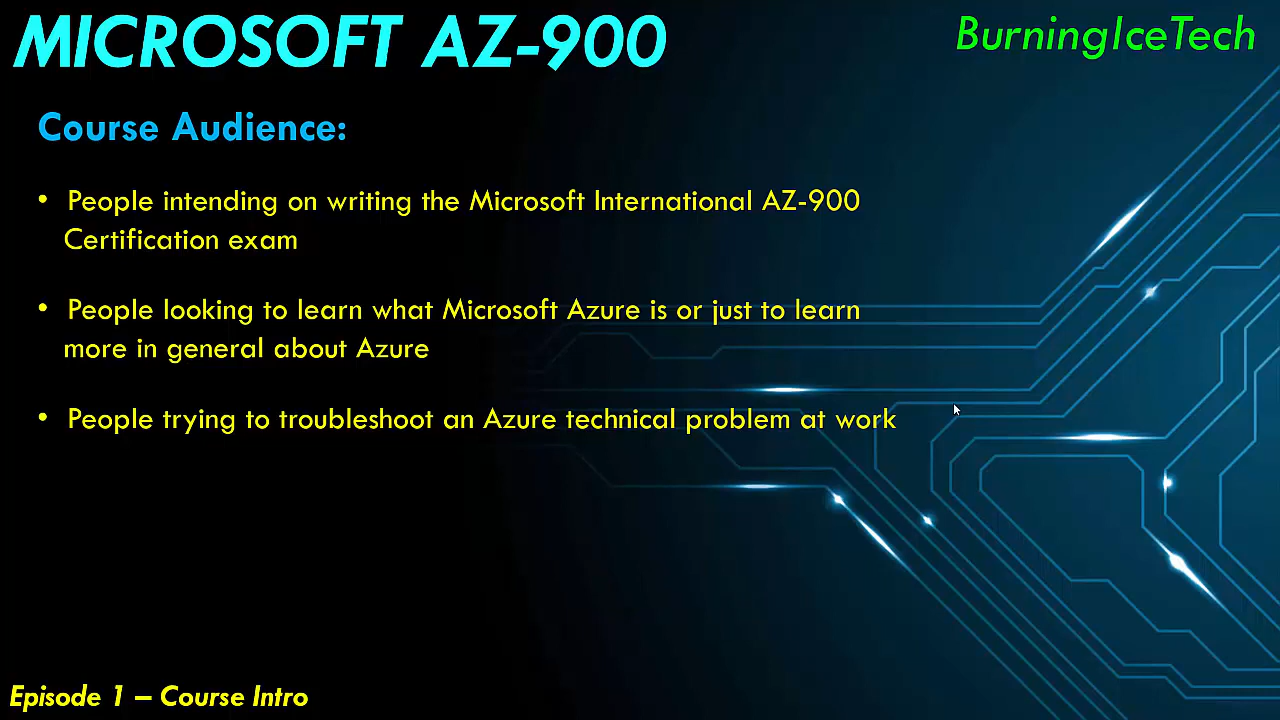 MICROSOFT AZ-900
BurningIceTech
Course Audience:
• People intending on writing the Microsoft International AZ-900
Certification exam
• People looking to learn what Microsoft Azure is or just to learn
more in general about Azure
• People trying to troubleshoot an Azure technical problem at work
Episode 1 – Course Intro